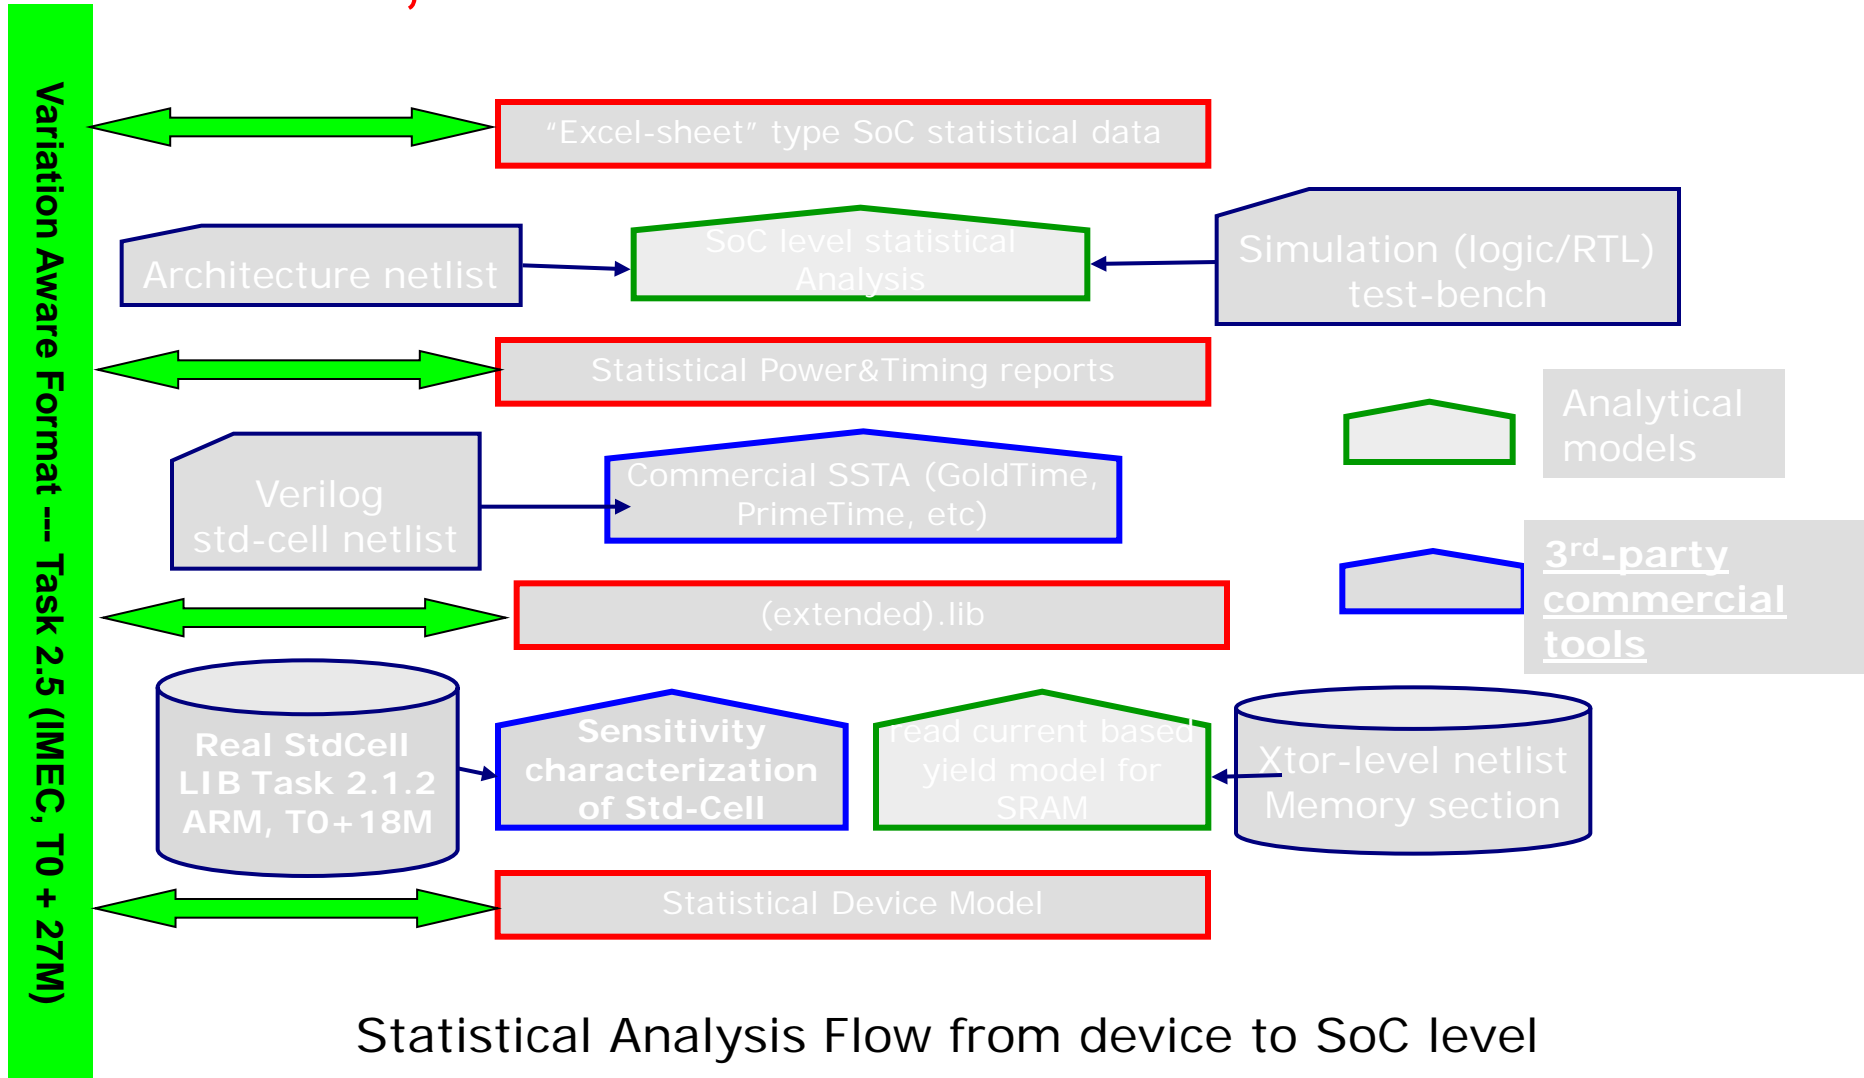 Variation Aware Format --- Task 2.5 (IMEC, T0 + 27M)
“Excel-sheet” type SoC statistical data
Architecture netlist
SoC level statistical
Analysis
Simulation (logic/RTL)
test-bench
Statistical Power&Timing reports
Analytical
models
Verilog
std-cell netlist
Commercial SSTA (GoldTime,
PrimeTime, etc)
3rd-party
commercial
tools
(extended).lib
Real StdCell
LIB Task 2.1.2
ARM, T0+18M
Sensitivity
characterization
of Std-Cell
read current based
yield model for
SRAM
Xtor-level netlist
Memory section
Statistical Device Model
Statistical Analysis Flow from device to SoC level